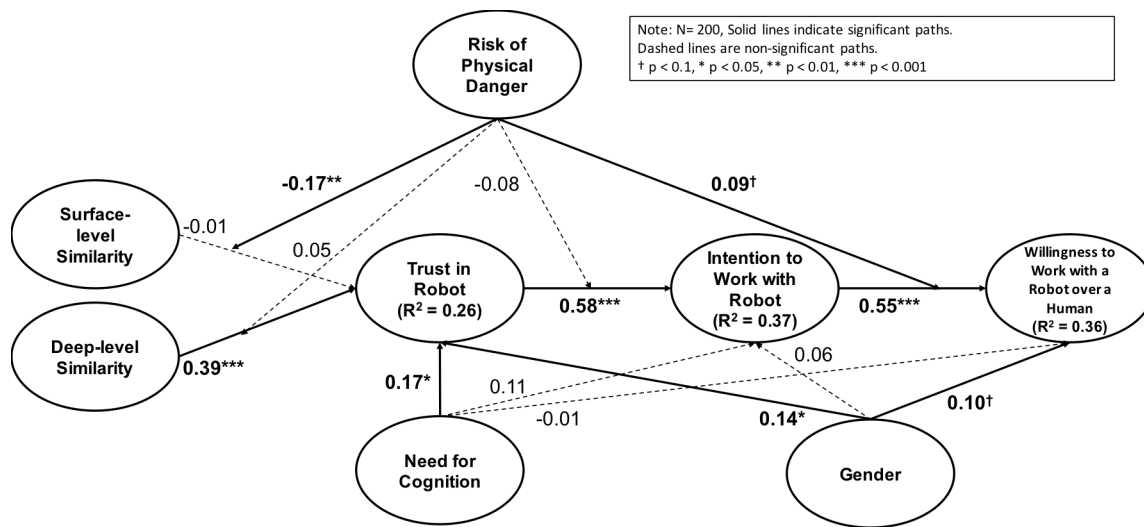 Risk of
Physical
Danger
Note: N= 200, Solid lines indicate significant paths.
Dashed lines are non-significant paths.
† p < 0.1, * p < 0.05, ** p < 0.01, *** p < 0.001
-0.17**
-0.08
0.09†
Surface-
level
Similarity
-0.01
0.05
Trust in
Robot
(R² = 0.26)
0.58***
Intention to
Work with
Robot
(R² = 0.37)
0.55***
Willingness to
Work with a
Robot over a
Human
(R² = 0.36)
Deep-level
Similarity
0.39***
0.17*
0.11
-0.01
0.06
0.14*
0.10†
Need for
Cognition
Gender